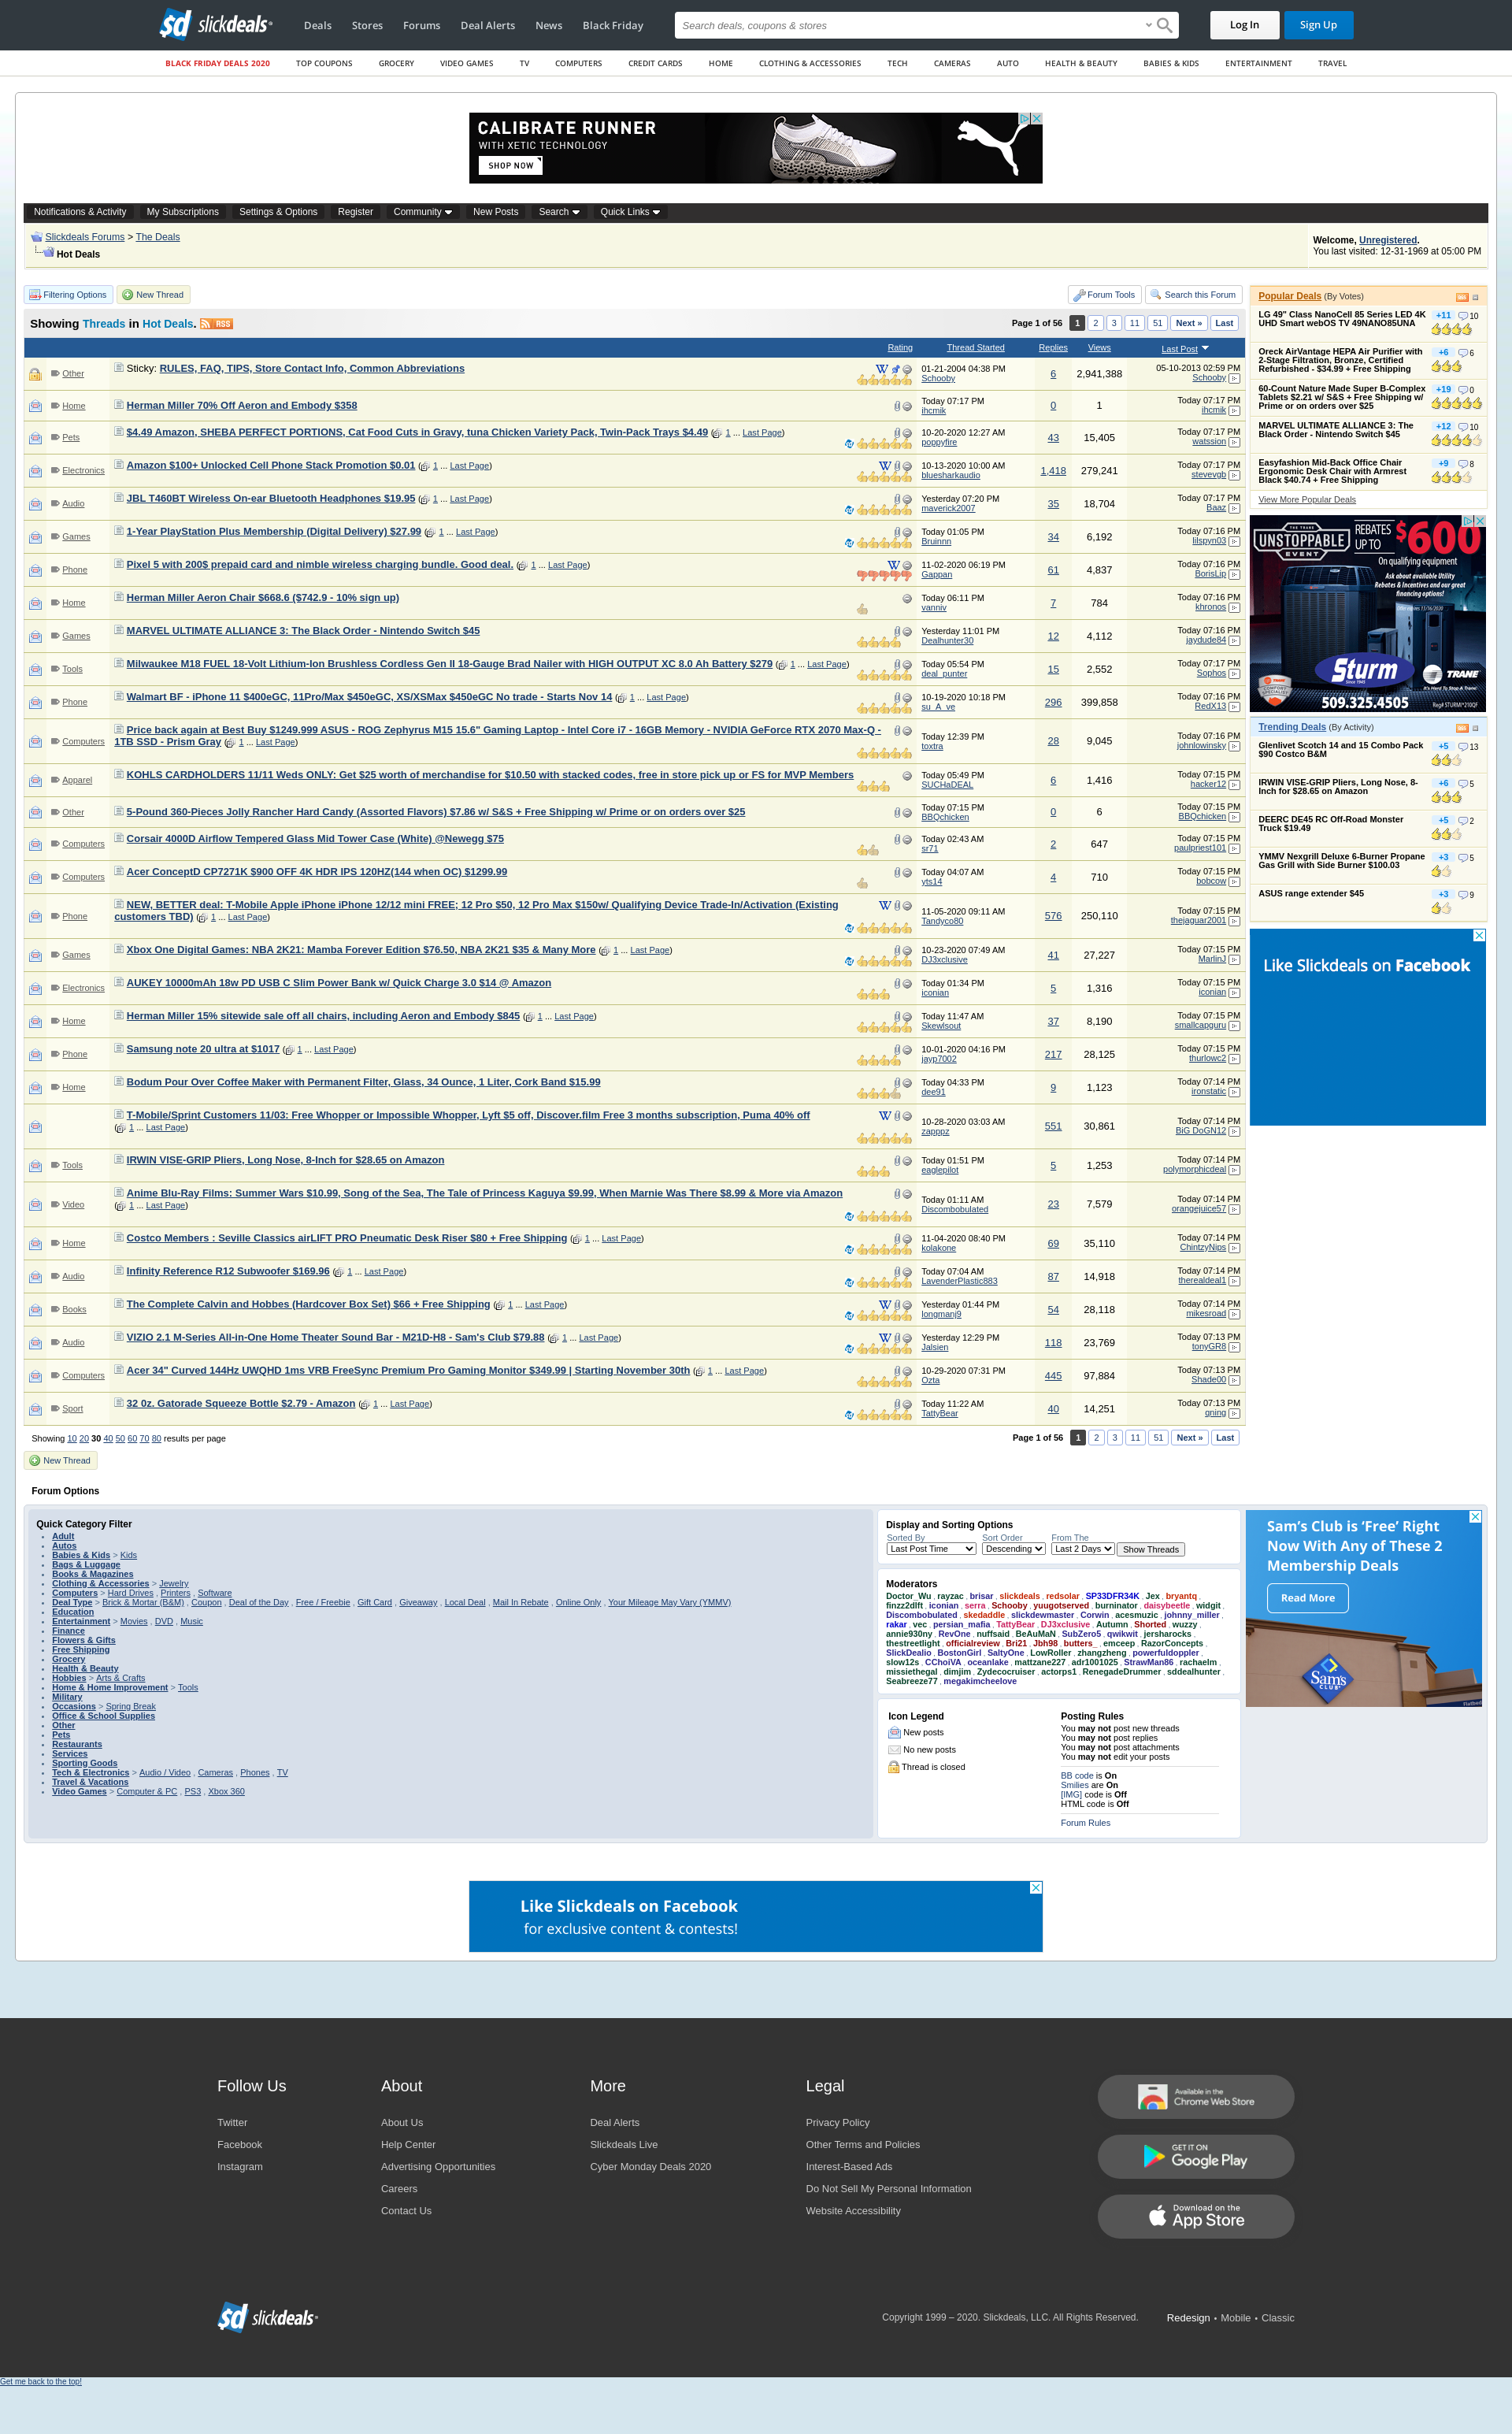 slickdeals
Deals Stores Forums Deal Alerts News Black Friday
Search deals, coupons & stores
Log In Sign Up
BLACK FRIDAY DEALS 2020 TOP COUPONS GROCERY VIDEO GAMES TV COMPUTERS CREDIT CARDS HOME CLOTHING & ACCESSORIES TECH CAMERAS AUTO HEALTH & BEAUTY BABIES & KIDS ENTERTAINMENT TRAVEL
CALIBRATE RUNNER
WITH XETIC TECHNOLOGY
SHOP NOW
Notifications & Activity My Subscriptions Settings & Options Register Community New Posts Search Quick Links
Slickdeals Forums > The Deals
Hot Deals
Welcome, Unregistered.
You last visited: 12-31-1969 at 05:00 PM
Filtering Options New Thread Forum Tools Search this Forum
Showing Threads in Hot Deals. RSS
Page 1 of 56 1 2 3 11 51 Next » Last
Rating Thread Started Replies Views Last Post
Other Sticky: RULES, FAQ, TIPS, Store Contact Info, Common Abbreviations 01-21-2004 04:38 PM Schooby 6 2,941,388 05-10-2013 02:59 PM Schooby
Home Herman Miller 70% Off Aeron and Embody $358 Today 07:17 PM ihcmik 0 1 Today 07:17 PM ihcmik
Pets $4.49 Amazon, SHEBA PERFECT PORTIONS, Cat Food Cuts in Gravy, tuna Chicken Variety Pack, Twin-Pack Trays $4.49 ( 1 ... Last Page) 10-20-2020 12:27 AM poppyfire 43 15,405 Today 07:17 PM watssion
Electronics Amazon $100+ Unlocked Cell Phone Stack Promotion $0.01 ( 1 ... Last Page) 10-13-2020 10:00 AM bluesharkaudio 1,418 279,241 Today 07:17 PM stevevgb
Audio JBL T460BT Wireless On-ear Bluetooth Headphones $19.95 ( 1 ... Last Page) Yesterday 07:20 PM maverick2007 35 18,704 Today 07:17 PM Baaz
Games 1-Year PlayStation Plus Membership (Digital Delivery) $27.99 ( 1 ... Last Page) Today 01:05 PM Bruinnn 34 6,192 Today 07:16 PM lilspyn03
Phone Pixel 5 with 200$ prepaid card and nimble wireless charging bundle. Good deal. ( 1 ... Last Page) 11-02-2020 06:19 PM Gappan 61 4,837 Today 07:16 PM BorisLip
Home Herman Miller Aeron Chair $668.6 ($742.9 - 10% sign up) Today 06:11 PM vanniv 7 784 Today 07:16 PM khronos
Games MARVEL ULTIMATE ALLIANCE 3: The Black Order - Nintendo Switch $45 Yesterday 11:01 PM Dealhunter30 12 4,112 Today 07:16 PM jaydude84
Tools Milwaukee M18 FUEL 18-Volt Lithium-Ion Brushless Cordless Gen II 18-Gauge Brad Nailer with HIGH OUTPUT XC 8.0 Ah Battery $279 ( 1 ... Last Page) Today 05:54 PM deal_punter 15 2,552 Today 07:17 PM Sophos
Phone Walmart BF - iPhone 11 $400eGC, 11Pro/Max $450eGC, XS/XSMax $450eGC No trade - Starts Nov 14 ( 1 ... Last Page) 10-19-2020 10:18 PM su_A_ve 296 399,858 Today 07:16 PM RedX13
Computers Price back again at Best Buy $1249.999 ASUS - ROG Zephyrus M15 15.6" Gaming Laptop - Intel Core i7 - 16GB Memory - NVIDIA GeForce RTX 2070 Max-Q - 1TB SSD - Prism Gray ( 1 ... Last Page) Today 12:39 PM toxtra 28 9,045 Today 07:16 PM johnlowinsky
Apparel KOHLS CARDHOLDERS 11/11 Weds ONLY: Get $25 worth of merchandise for $10.50 with stacked codes, free in store pick up or FS for MVP Members Today 05:49 PM SUCHaDEAL 6 1,416 Today 07:15 PM hacker12
Other 5-Pound 360-Pieces Jolly Rancher Hard Candy (Assorted Flavors) $7.86 w/ S&S + Free Shipping w/ Prime or on orders over $25 Today 07:15 PM BBQchicken 0 6 Today 07:15 PM BBQchicken
Computers Corsair 4000D Airflow Tempered Glass Mid Tower Case (White) @Newegg $75 Today 02:43 AM sr71 2 647 Today 07:15 PM paulpriest101
Computers Acer ConceptD CP7271K $900 OFF 4K HDR IPS 120HZ(144 when OC) $1299.99 Today 04:07 AM yts14 4 710 Today 07:15 PM bobcow
Phone NEW, BETTER deal: T-Mobile Apple iPhone iPhone 12/12 mini FREE; 12 Pro $50, 12 Pro Max $150w/ Qualifying Device Trade-In/Activation (Existing customers TBD) ( 1 ... Last Page) 11-05-2020 09:11 AM Tandyco80 576 250,110 Today 07:15 PM thejaguar2001
Games Xbox One Digital Games: NBA 2K21: Mamba Forever Edition $76.50, NBA 2K21 $35 & Many More ( 1 ... Last Page) 10-23-2020 07:49 AM DJ3xclusive 41 27,227 Today 07:15 PM MarlinJ
Electronics AUKEY 10000mAh 18w PD USB C Slim Power Bank w/ Quick Charge 3.0 $14 @ Amazon Today 01:34 PM iconian 5 1,316 Today 07:15 PM iconian
Home Herman Miller 15% sitewide sale off all chairs, including Aeron and Embody $845 ( 1 ... Last Page) Today 11:47 AM Skewlsout 37 8,190 Today 07:15 PM smallcapguru
Phone Samsung note 20 ultra at $1017 ( 1 ... Last Page) 10-01-2020 04:16 PM jayp7002 217 28,125 Today 07:15 PM thurlowc2
Home Bodum Pour Over Coffee Maker with Permanent Filter, Glass, 34 Ounce, 1 Liter, Cork Band $15.99 Today 04:33 PM dee91 9 1,123 Today 07:14 PM ironstatic
T-Mobile/Sprint Customers 11/03: Free Whopper or Impossible Whopper, Lyft $5 off, Discover.film Free 3 months subscription, Puma 40% off ( 1 ... Last Page) 10-28-2020 03:03 AM zapppz 551 30,861 Today 07:14 PM BiG DoGN12
Tools IRWIN VISE-GRIP Pliers, Long Nose, 8-Inch for $28.65 on Amazon Today 01:51 PM eaglepilot 5 1,253 Today 07:14 PM polymorphicdeal
Video Anime Blu-Ray Films: Summer Wars $10.99, Song of the Sea, The Tale of Princess Kaguya $9.99, When Marnie Was There $8.99 & More via Amazon ( 1 ... Last Page) Today 01:11 AM Discombobulated 23 7,579 Today 07:14 PM orangejuice57
Home Costco Members : Seville Classics airLIFT PRO Pneumatic Desk Riser $80 + Free Shipping ( 1 ... Last Page) 11-04-2020 08:40 PM kolakone 69 35,110 Today 07:14 PM ChintzyNips
Audio Infinity Reference R12 Subwoofer $169.96 ( 1 ... Last Page) Today 07:04 AM LavenderPlastic883 87 14,918 Today 07:14 PM therealdeal1
Books The Complete Calvin and Hobbes (Hardcover Box Set) $66 + Free Shipping ( 1 ... Last Page) Yesterday 01:44 PM longmanj9 54 28,118 Today 07:14 PM mikesroad
Audio VIZIO 2.1 M-Series All-in-One Home Theater Sound Bar - M21D-H8 - Sam's Club $79.88 ( 1 ... Last Page) Yesterday 12:29 PM Jalsien 118 23,769 Today 07:13 PM tonyGR8
Computers Acer 34" Curved 144Hz UWQHD 1ms VRB FreeSync Premium Pro Gaming Monitor $349.99 | Starting November 30th ( 1 ... Last Page) 10-29-2020 07:31 PM Ozta 445 97,884 Today 07:13 PM Shade00
Sport 32 0z. Gatorade Squeeze Bottle $2.79 - Amazon ( 1 ... Last Page) Today 11:22 AM TattyBear 40 14,251 Today 07:13 PM gning
Showing 10 20 30 40 50 60 70 80 results per page
Page 1 of 56 1 2 3 11 51 Next » Last
New Thread
Popular Deals (By Votes)
LG 49" Class NanoCell 85 Series LED 4K UHD Smart webOS TV 49NANO85UNA +11 10
Oreck AirVantage HEPA Air Purifier with 2-Stage Filtration, Bronze, Certified Refurbished - $34.99 + Free Shipping +6 6
60-Count Nature Made Super B-Complex Tablets $2.21 w/ S&S + Free Shipping w/ Prime or on orders over $25 +19 0
MARVEL ULTIMATE ALLIANCE 3: The Black Order - Nintendo Switch $45 +12 10
Easyfashion Mid-Back Office Chair Ergonomic Desk Chair with Armrest Black $40.74 + Free Shipping +9 8
View More Popular Deals
UNSTOPPABLE
EVENT
REBATES UP TO $600
Ask about available Utility Rebates & Incentives and our great financing options!
Sturm
TRANE
It's Hard To Stop A Trane.
509.325.4505
Trending Deals (By Activity)
Glenlivet Scotch 14 and 15 Combo Pack $90 Costco B&M +5 13
IRWIN VISE-GRIP Pliers, Long Nose, 8-Inch for $28.65 on Amazon +6 5
DEERC DE45 RC Off-Road Monster Truck $19.49 +5 2
YMMV Nexgrill Deluxe 6-Burner Propane Gas Grill with Side Burner $100.03 +3 5
ASUS range extender $45 +3 9
Like Slickdeals on Facebook
Forum Options
Quick Category Filter
Adult
Autos
Babies & Kids > Kids
Bags & Luggage
Books & Magazines
Clothing & Accessories > Jewelry
Computers > Hard Drives , Printers , Software
Deal Type > Brick & Mortar (B&M) , Coupon , Deal of the Day , Free / Freebie , Gift Card , Giveaway , Local Deal , Mail In Rebate , Online Only , Your Mileage May Vary (YMMV)
Education
Entertainment > Movies , DVD , Music
Finance
Flowers & Gifts
Free Shipping
Grocery
Health & Beauty
Hobbies > Arts & Crafts
Home & Home Improvement > Tools
Military
Occasions > Spring Break
Office & School Supplies
Other
Pets
Restaurants
Services
Sporting Goods
Tech & Electronics > Audio / Video , Cameras , Phones , TV
Travel & Vacations
Video Games > Computer & PC , PS3 , Xbox 360
Display and Sorting Options
Sorted By Sort Order From The
Last Post Time Descending Last 2 Days Show Threads
Moderators
Doctor_Wu , rayzac , brisar , slickdeals , redsolar , SP33DFR34K , Jex , bryantq ,
finzz2dlft , iconian , serra , Schooby , yuugotserved , burninator , daisybeetle , widgit ,
Discombobulated , skedaddle , slickdewmaster , Corwin , acesmuzic , johnny_miller ,
rakar , vec , persian_mafia , TattyBear , DJ3xclusive , Autumn , Shorted , wuzzy ,
annie930ny , RevOne , nuffsaid , BeAuMaN , SubZero5 , qwikwit , jersharocks ,
thestreetlight , officialreview , Bri21 , Jbh98 , butters_ , emceep , RazorConcepts ,
SlickDealio , BostonGirl , SaltyOne , LowRoller , zhangzheng , powerfuldoppler ,
slow12s , CChoiVA , oceanlake , mattzane227 , adr1001025 , StrawMan86 , rachaelm ,
missiethegal , dimjim , Zydecocruiser , actorps1 , RenegadeDrummer , sddealhunter ,
Seabreeze77 , megakimcheelove
Icon Legend
New posts
No new posts
Thread is closed
Posting Rules
You may not post new threads
You may not post replies
You may not post attachments
You may not edit your posts
BB code is On
Smilies are On
[IMG] code is Off
HTML code is Off
Forum Rules
Sam's Club is 'Free' Right
Now With Any of These 2
Membership Deals
Read More
Sam's
CLUB
Like Slickdeals on Facebook
for exclusive content & contests!
Follow Us
Twitter
Facebook
Instagram
About
About Us
Help Center
Advertising Opportunities
Careers
Contact Us
More
Deal Alerts
Slickdeals Live
Cyber Monday Deals 2020
Legal
Privacy Policy
Other Terms and Policies
Interest-Based Ads
Do Not Sell My Personal Information
Website Accessibility
Available in the
Chrome Web Store
GET IT ON
Google Play
Download on the
App Store
slickdeals
Copyright 1999 – 2020. Slickdeals, LLC. All Rights Reserved. Redesign • Mobile • Classic
Get me back to the top!